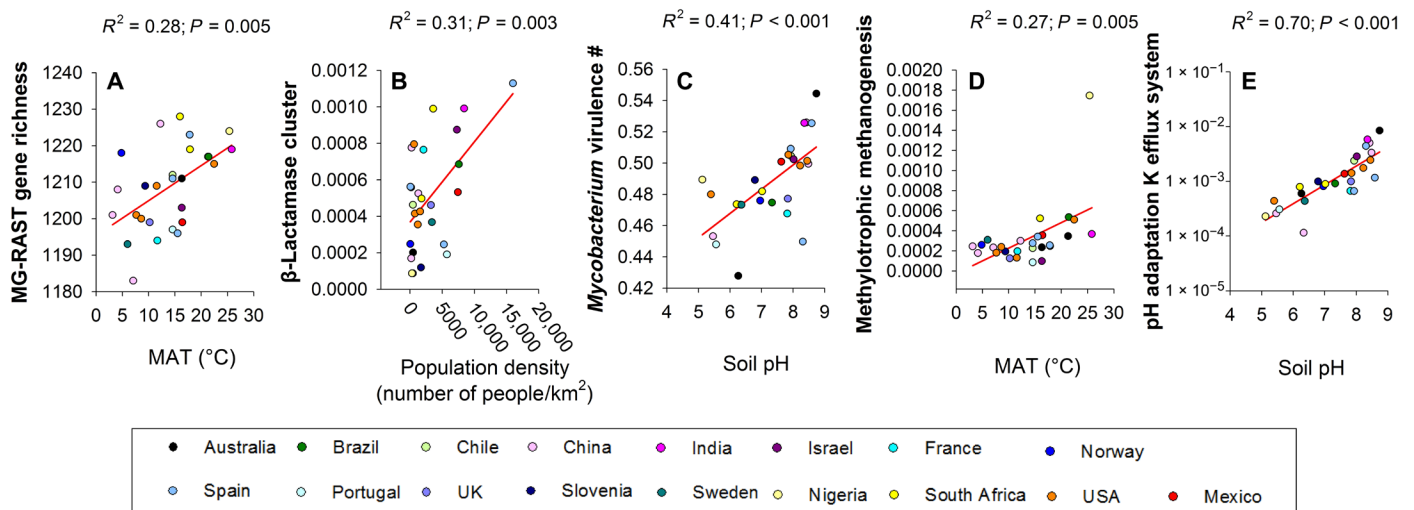 R² = 0.28; P = 0.005
R² = 0.31; P = 0.003
R² = 0.41; P < 0.001
R² = 0.27; P = 0.005
R² = 0.70; P < 0.001
A
MG-RAST gene richness
1240
1230
1220
1210
1200
1190
1180
0 5 10 15 20 25 30
MAT (°C)
B
β-Lactamase cluster
0.0012
0.0010
0.0008
0.0006
0.0004
0.0002
0.0000
0 5000 10,000 15,000 20,000
Population density
(number of people/km²)
C
Mycobacterium virulence #
0.56
0.54
0.52
0.50
0.48
0.46
0.44
0.42
4 5 6 7 8 9
Soil pH
D
Methylotrophic methanogenesis
0.0020
0.0018
0.0016
0.0014
0.0012
0.0010
0.0008
0.0006
0.0004
0.0002
0.0000
0 5 10 15 20 25 30
MAT (°C)
E
pH adaptation K efflux system
1 × 10⁻¹
1 × 10⁻²
1 × 10⁻³
1 × 10⁻⁴
1 × 10⁻⁵
4 5 6 7 8 9
Soil pH
Australia Brazil Chile China India Israel France Norway
Spain Portugal UK Slovenia Sweden Nigeria South Africa USA Mexico